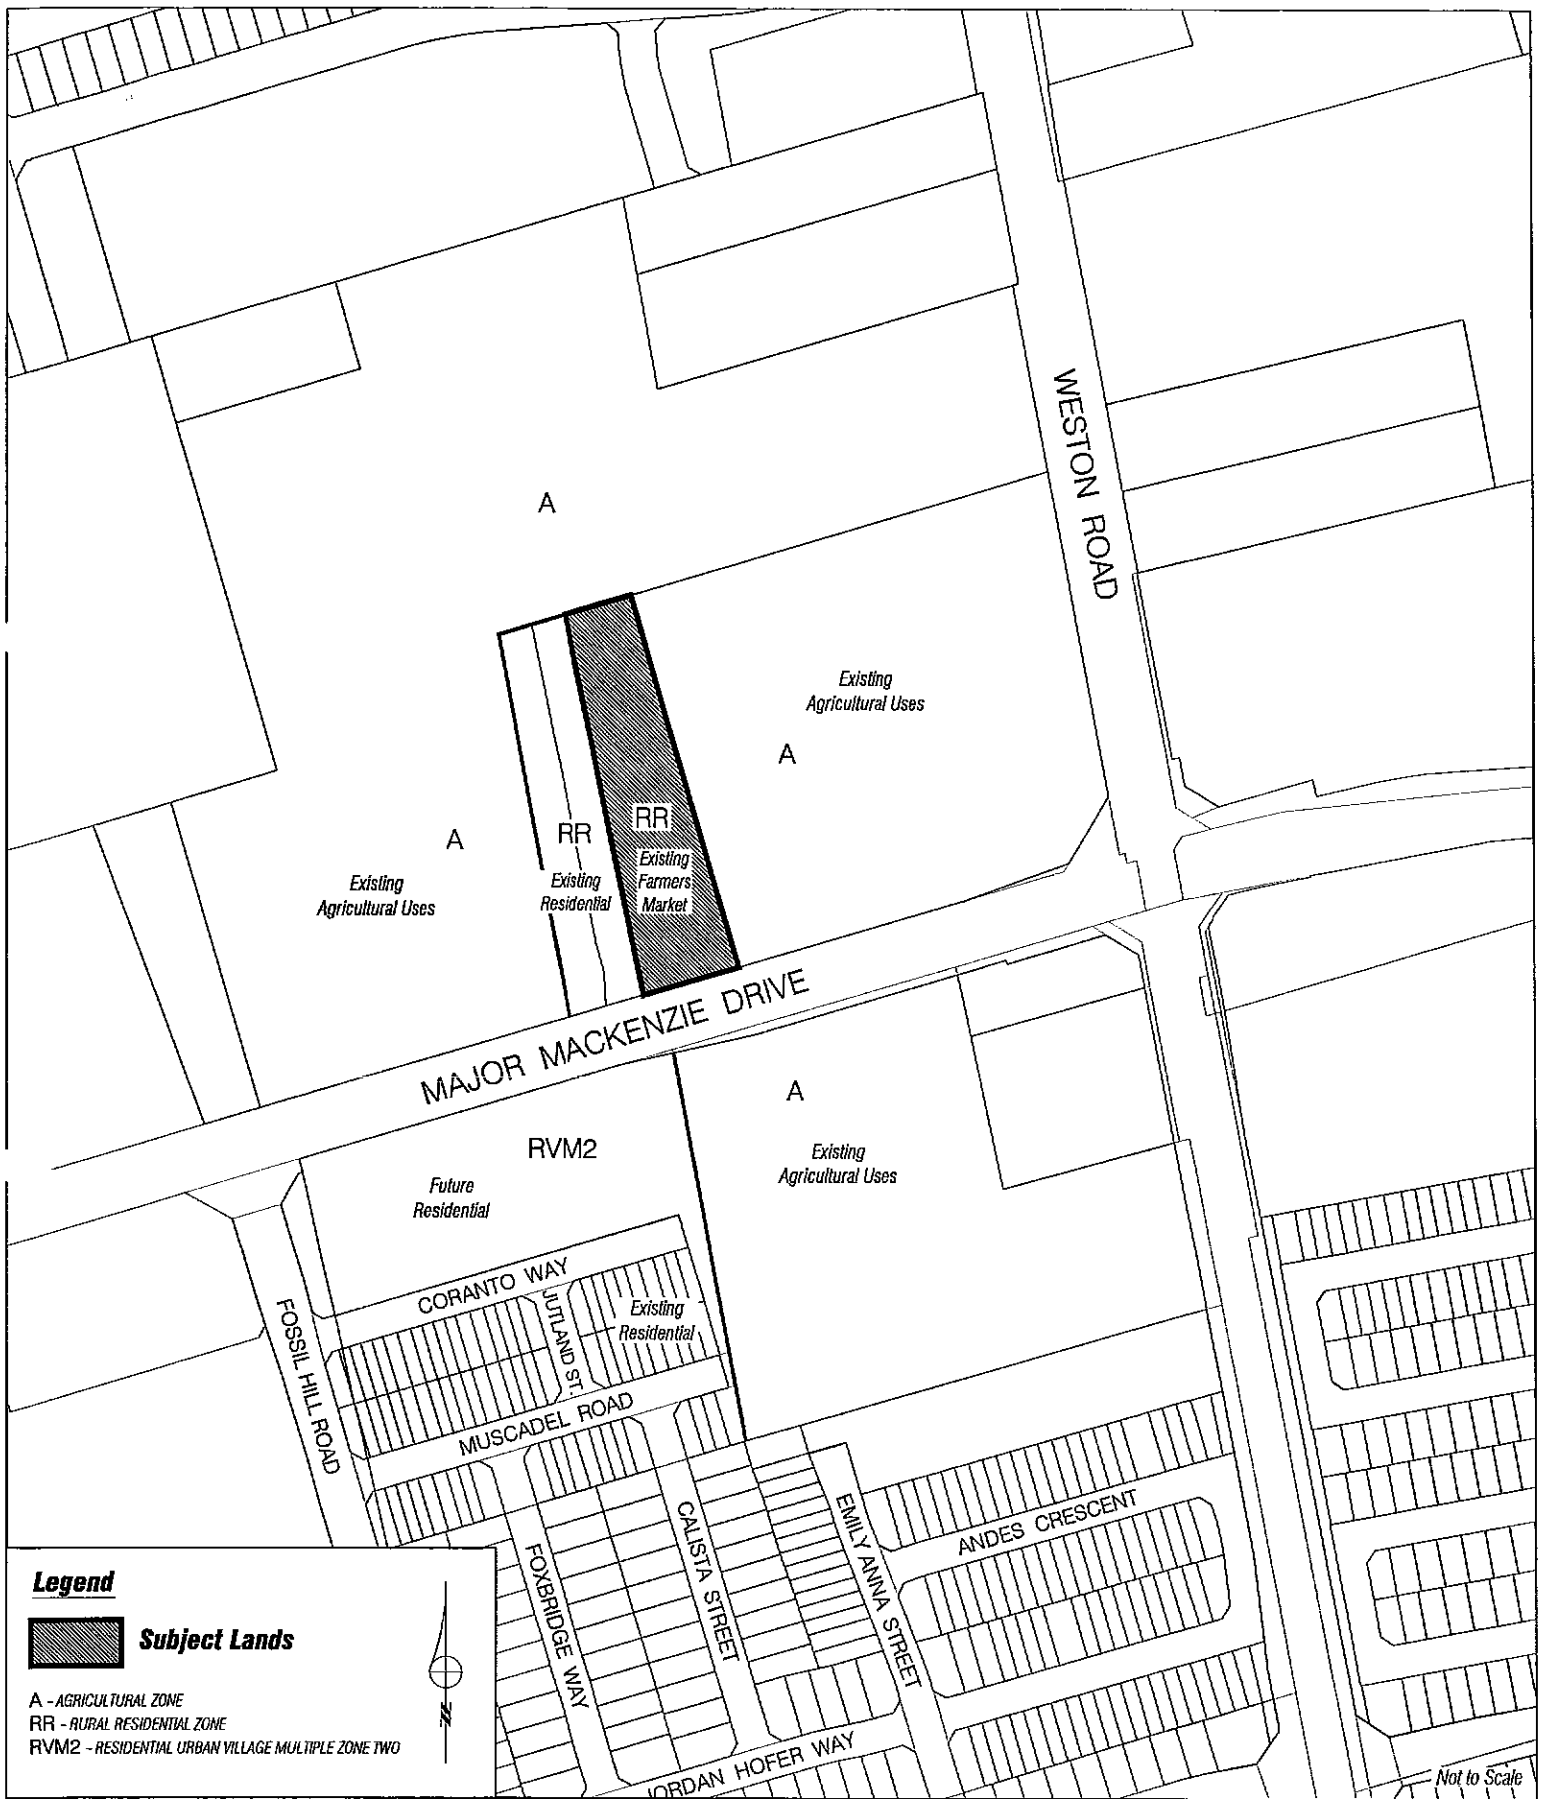 WESTON ROAD
A
Existing
Agricultural Uses
A
RR
RR
A
Existing
Farmers
Market
Existing
Residential
Existing
Agricultural Uses
MAJOR MACKENZIE DRIVE
A
RVM2
Existing
Agricultural Uses
Future
Residential
CORANTO WAY
JUTLAND ST.
Existing
Residential
FOSSIL HILL ROAD
MUSCADEL ROAD
FOXBRIDGE WAY
CALISTA STREET
EMILY ANNA STREET
ANDES CRESCENT
JORDAN HOFER WAY
Legend
Subject Lands
A - AGRICULTURAL ZONE
RR - RURAL RESIDENTIAL ZONE
RVM2 - RESIDENTIAL URBAN VILLAGE MULTIPLE ZONE TWO
N
Not to Scale